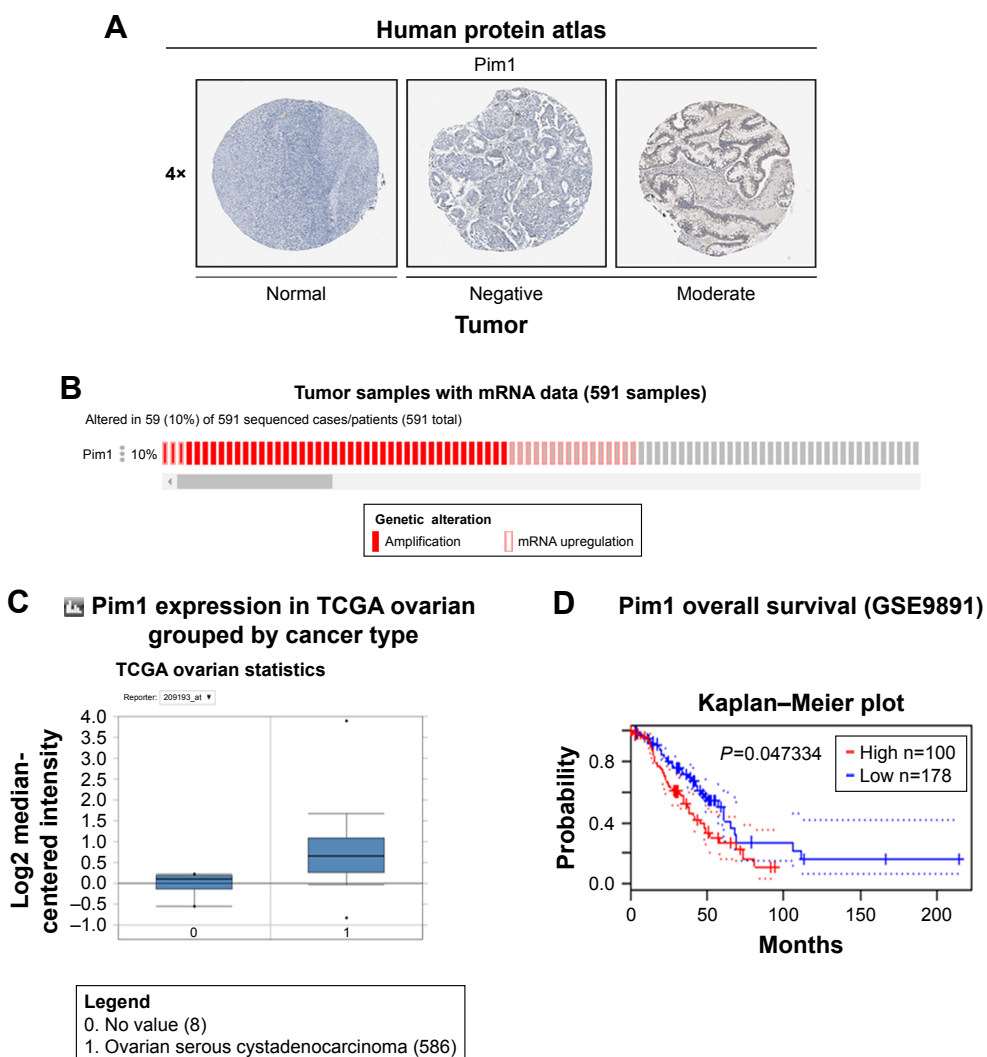 A
Human protein atlas
Pim1
4×
Normal
Negative
Moderate
Tumor
B
Tumor samples with mRNA data (591 samples)
Altered in 59 (10%) of 591 sequenced cases/patients (591 total)
Pim1 10%
Genetic alteration
Amplification
mRNA upregulation
C
Pim1 expression in TCGA ovarian
grouped by cancer type
TCGA ovarian statistics
Reporter: 209193_at
Log2 median-
centered intensity
4.0
3.5
3.0
2.5
2.0
1.5
1.0
0.5
0.0
–0.5
–1.0
0
1
Legend
0. No value (8)
1. Ovarian serous cystadenocarcinoma (586)
D
Pim1 overall survival (GSE9891)
Kaplan–Meier plot
P=0.047334
High n=100
Low n=178
Probability
0.8
0.4
0.0
0
50
100
150
200
Months